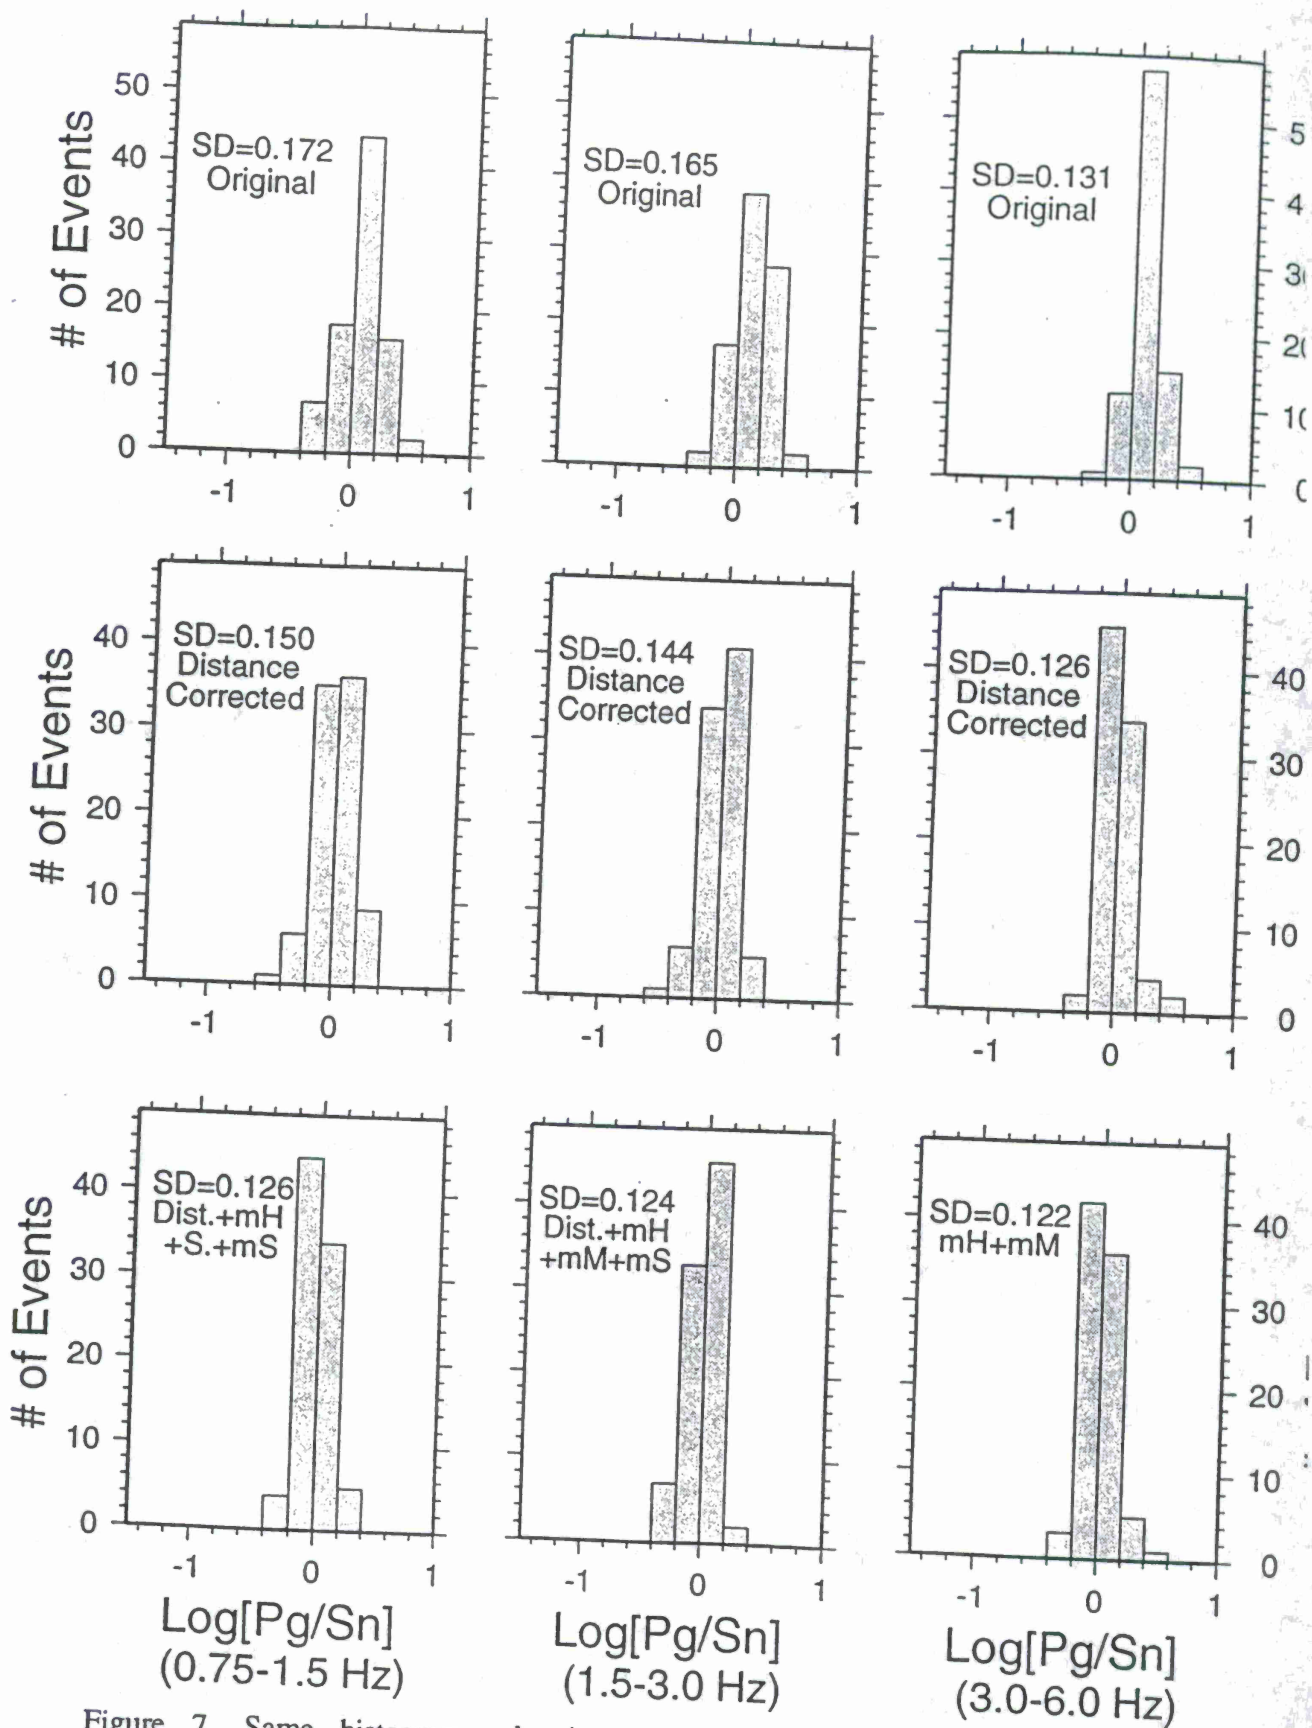 # of Events
50
40
30
20
10
0
SD=0.172
Original
-1 0 1
SD=0.165
Original
-1 0 1
SD=0.131
Original
-1 0 1
# of Events
40
30
20
10
0
SD=0.150
Distance
Corrected
-1 0 1
SD=0.144
Distance
Corrected
-1 0 1
SD=0.126
Distance
Corrected
-1 0 1
40
30
20
10
0
# of Events
40
30
20
10
0
SD=0.126
Dist.+mH
+S.+mS
-1 0 1
SD=0.124
Dist.+mH
+mM+mS
-1 0 1
SD=0.122
mH+mM
-1 0 1
40
30
20
10
0
Log[Pg/Sn]
(0.75-1.5 Hz)
Log[Pg/Sn]
(1.5-3.0 Hz)
Log[Pg/Sn]
(3.0-6.0 Hz)
Figure 7. Same